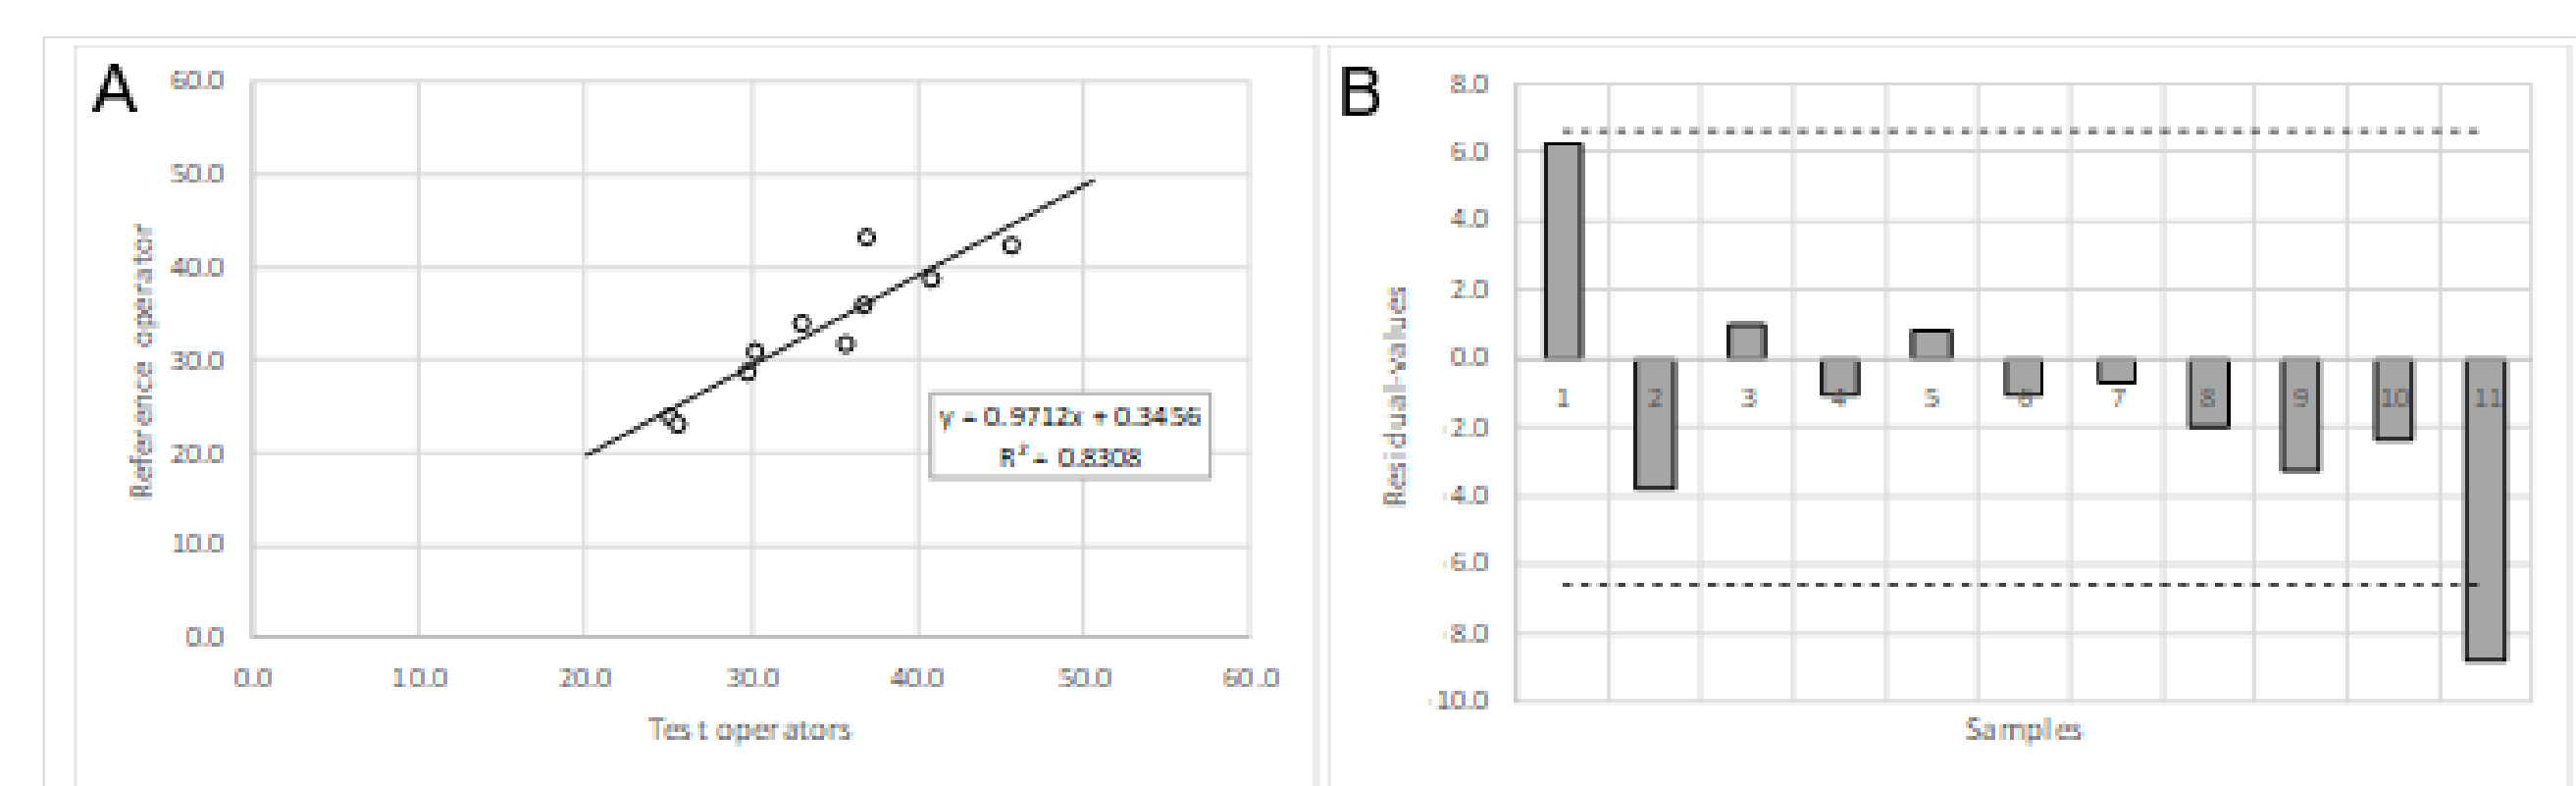 A
60.0
50.0
40.0
30.0
20.0
10.0
0.0
0.0 10.0 20.0 30.0 40.0 50.0 60.0
Reference operator
Test operators
y = 0.9712x + 0.3456
R² = 0.8308
B
8.0
6.0
4.0
2.0
0.0
-2.0
-4.0
-6.0
-8.0
-10.0
1 2 3 4 5 6 7 8 9 10 11
Residual-values
Samples